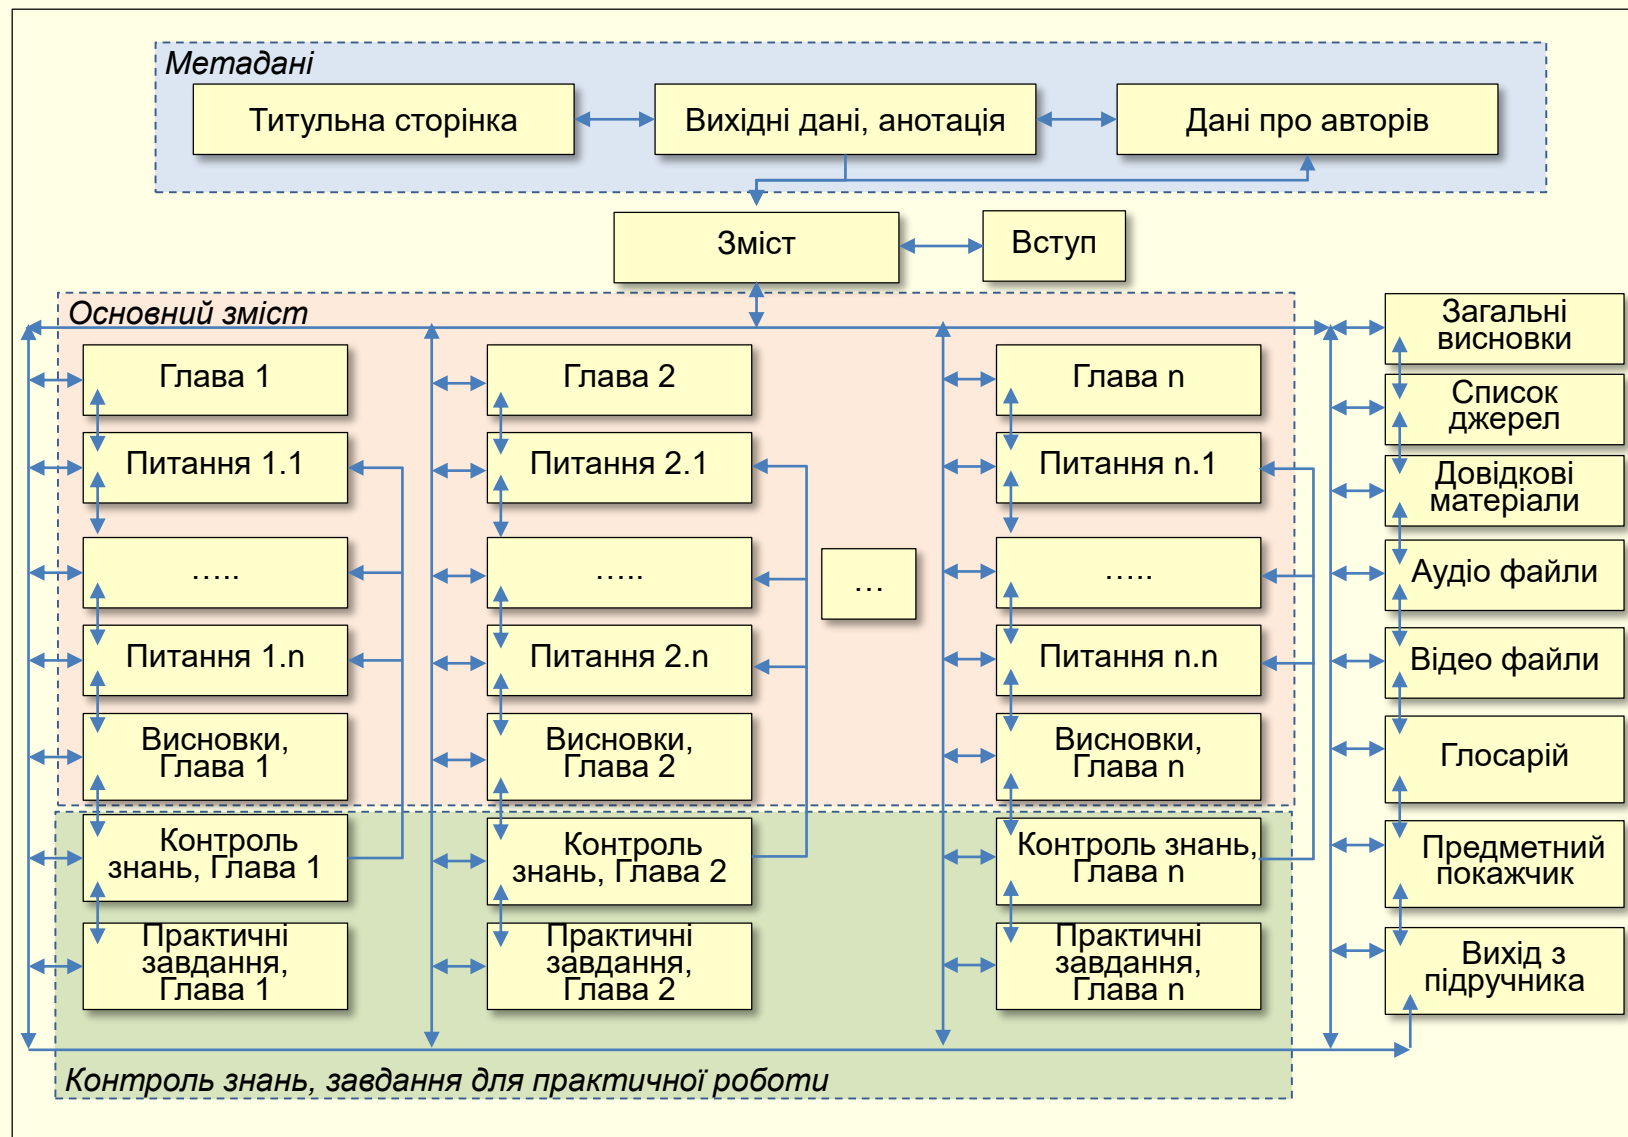 Метадані
Титульна сторінка
Вихідні дані, анотація
Дані про авторів
Зміст
Вступ
Основний зміст
Глава 1
Питання 1.1
…..
Питання 1.n
Висновки,
Глава 1
Контроль
знань, Глава 1
Практичні
завдання,
Глава 1
Глава 2
Питання 2.1
…..
Питання 2.n
Висновки,
Глава 2
Контроль
знань, Глава 2
Практичні
завдання,
Глава 2
…
Глава n
Питання n.1
…..
Питання n.n
Висновки,
Глава n
Контроль знань,
Глава n
Практичні
завдання,
Глава n
Загальні
висновки
Список
джерел
Довідкові
матеріали
Аудіо файли
Відео файли
Глосарій
Предметний
покажчик
Вихід з
підручника
Контроль знань, завдання для практичної роботи